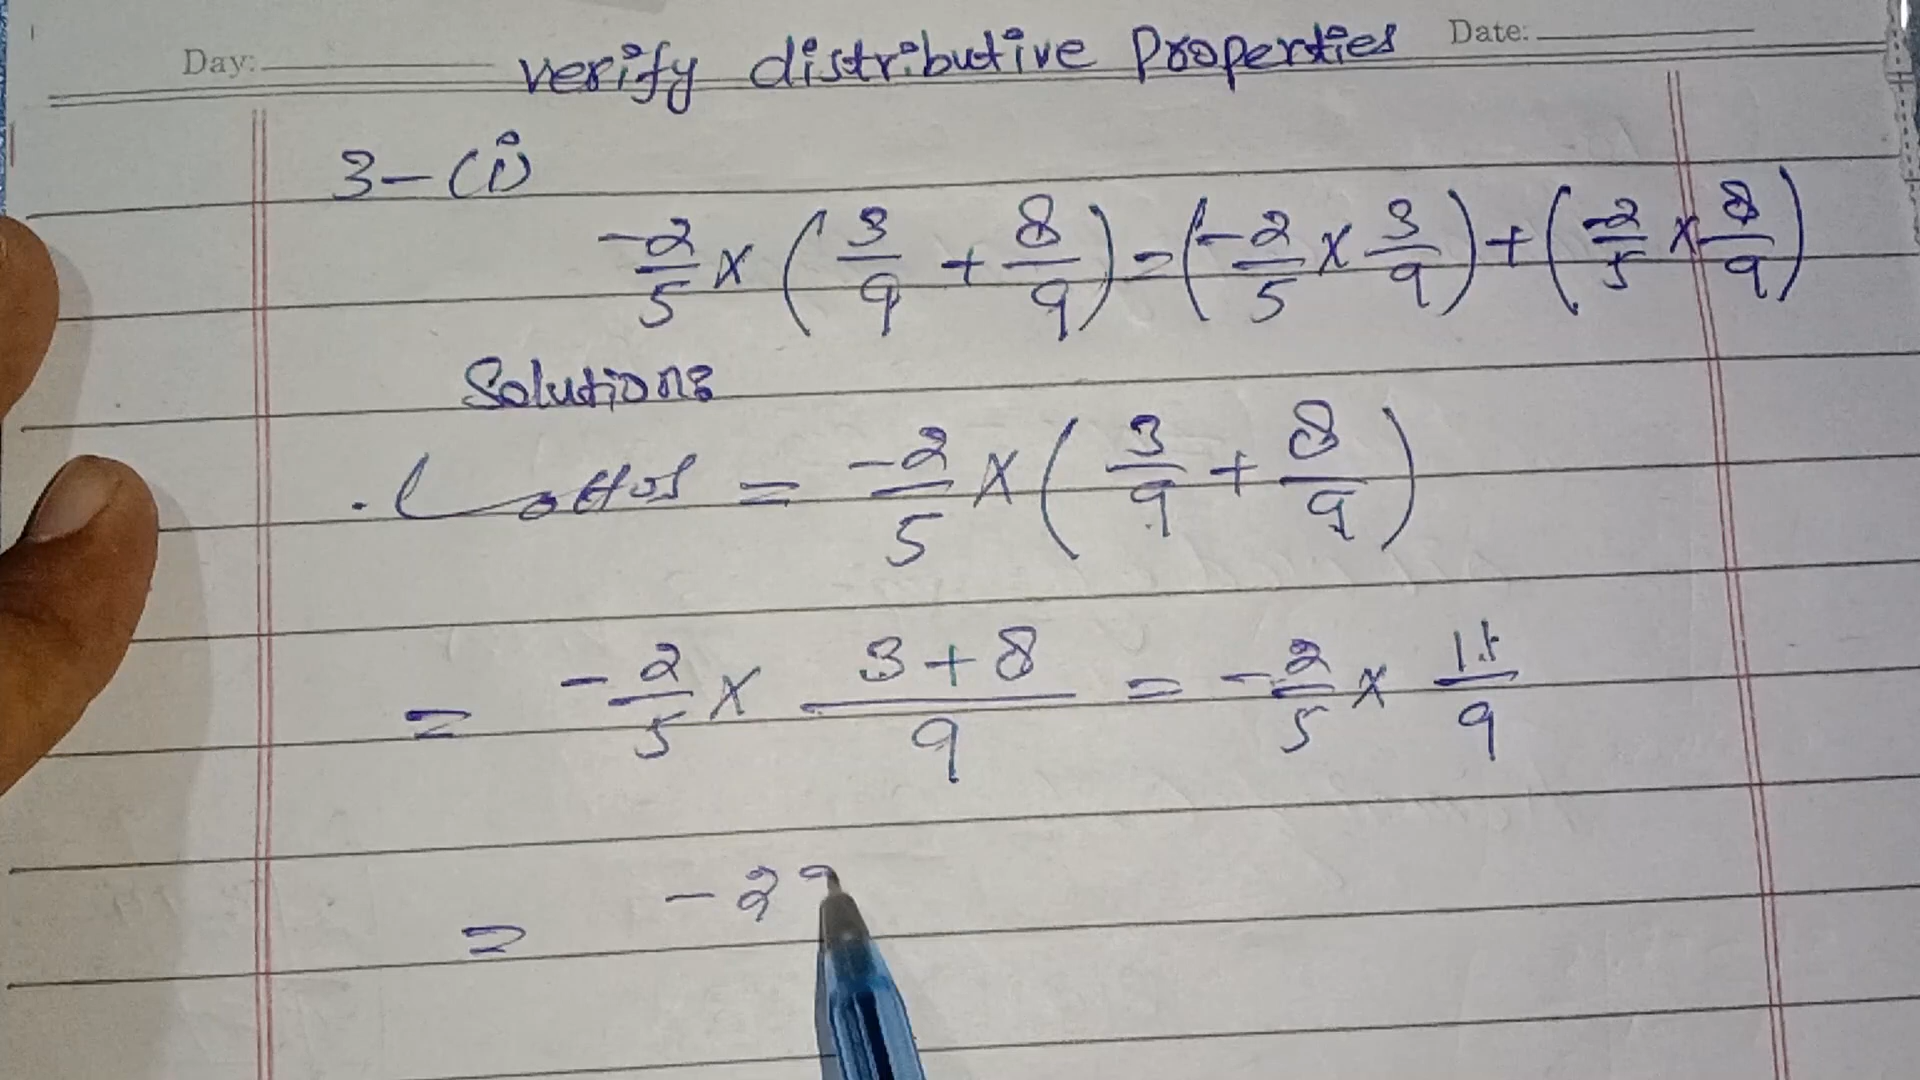 Day: Date:
verify distributive Properties
3-(i)
-2/5 × (3/9 + 8/9) = (-2/5 × 3/9) + (-2/5 × 8/9)
Solution:
L.H.S = -2/5 × (3/9 + 8/9)
= -2/5 × 3+8/9 = -2/5 × 11/9
= -2